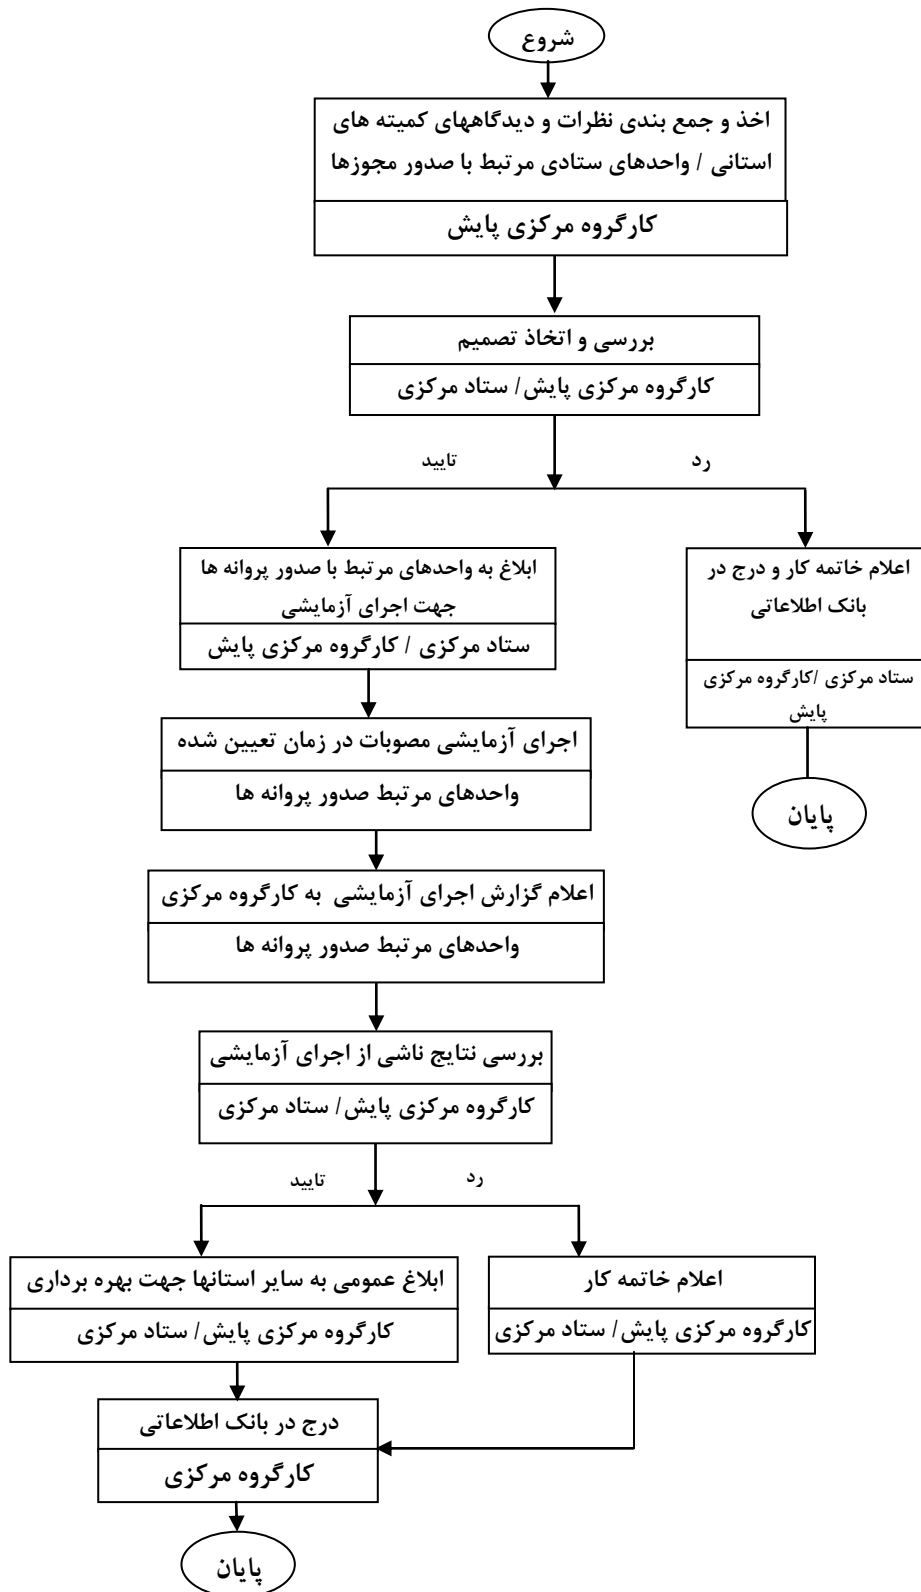 شروع
اخذ و جمع بندی نظرات و دیدگاههای کمیته های
استانی / واحدهای ستادی مرتبط با صدور مجوزها
کارگروه مرکزی پایش
بررسی و اتخاذ تصمیم
کارگروه مرکزی پایش/ ستاد مرکزی
رد
تایید
اعلام خاتمه کار و درج در
بانک اطلاعاتی
ستاد مرکزی /کارگروه مرکزی
پایش
پایان
ابلاغ به واحدهای مرتبط با صدور پروانه ها
جهت اجرای آزمایشی
ستاد مرکزی / کارگروه مرکزی پایش
اجرای آزمایشی مصوبات در زمان تعیین شده
واحدهای مرتبط صدور پروانه ها
اعلام گزارش اجرای آزمایشی به کارگروه مرکزی
واحدهای مرتبط صدور پروانه ها
بررسی نتایج ناشی از اجرای آزمایشی
کارگروه مرکزی پایش/ ستاد مرکزی
رد
تایید
اعلام خاتمه کار
کارگروه مرکزی پایش/ ستاد مرکزی
ابلاغ عمومی به سایر استانها جهت بهره برداری
کارگروه مرکزی پایش/ ستاد مرکزی
درج در بانک اطلاعاتی
کارگروه مرکزی
پایان